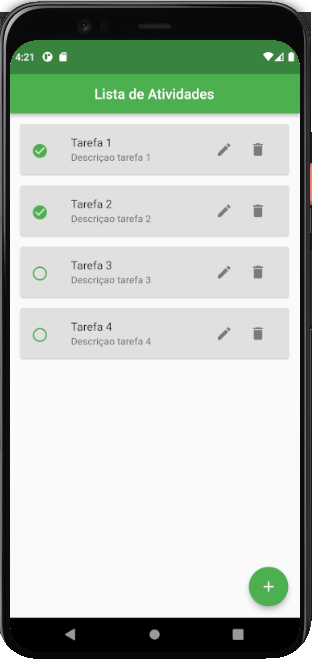 4:21
Lista de Atividades
Tarefa 1
Descriçao tarefa 1
Tarefa 2
Descriçao tarefa 2
Tarefa 3
Descriçao tarefa 3
Tarefa 4
Descriçao tarefa 4